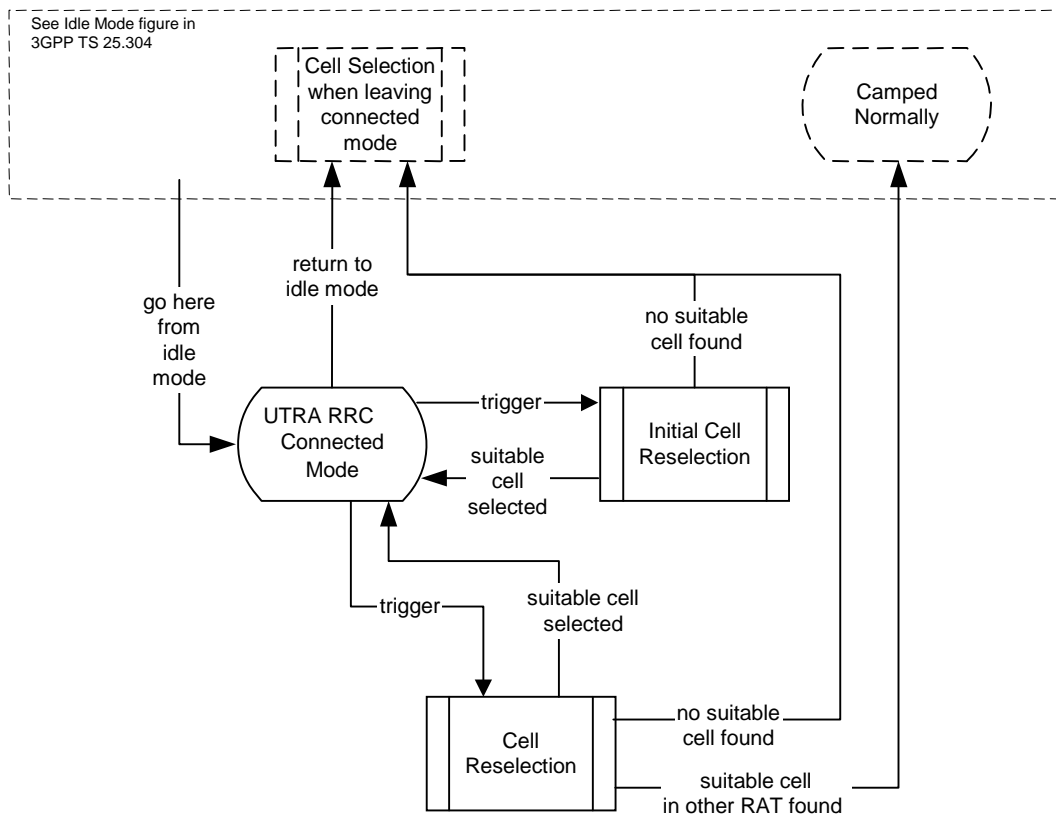 See Idle Mode figure in
3GPP TS 25.304
Cell Selection
when leaving
connected
mode
Camped
Normally
return to
idle mode
go here
from
idle
mode
no suitable
cell found
UTRA RRC
Connected
Mode
trigger
Initial Cell
Reselection
suitable
cell
selected
trigger
suitable cell
selected
Cell
Reselection
no suitable
cell found
suitable cell
in other RAT found